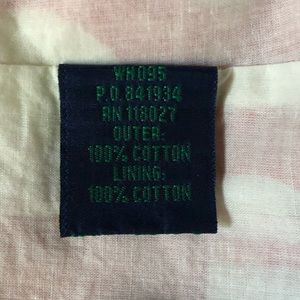 WH095
P.O. 841934
RN 118027
OUTER:
100% COTTON
LINING:
100% COTTON